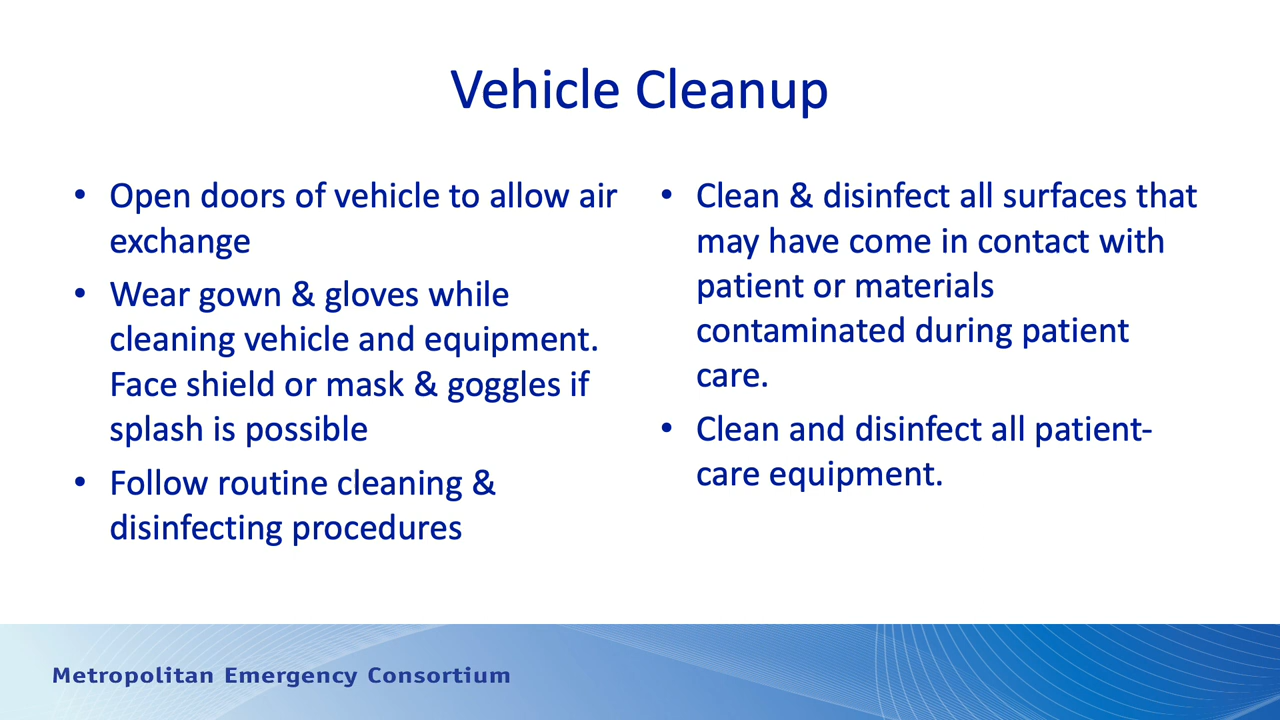 Vehicle Cleanup
• Open doors of vehicle to allow air
exchange
• Wear gown & gloves while
cleaning vehicle and equipment.
Face shield or mask & goggles if
splash is possible
• Follow routine cleaning &
disinfecting procedures
• Clean & disinfect all surfaces that
may have come in contact with
patient or materials
contaminated during patient
care.
• Clean and disinfect all patient-
care equipment.
Metropolitan Emergency Consortium